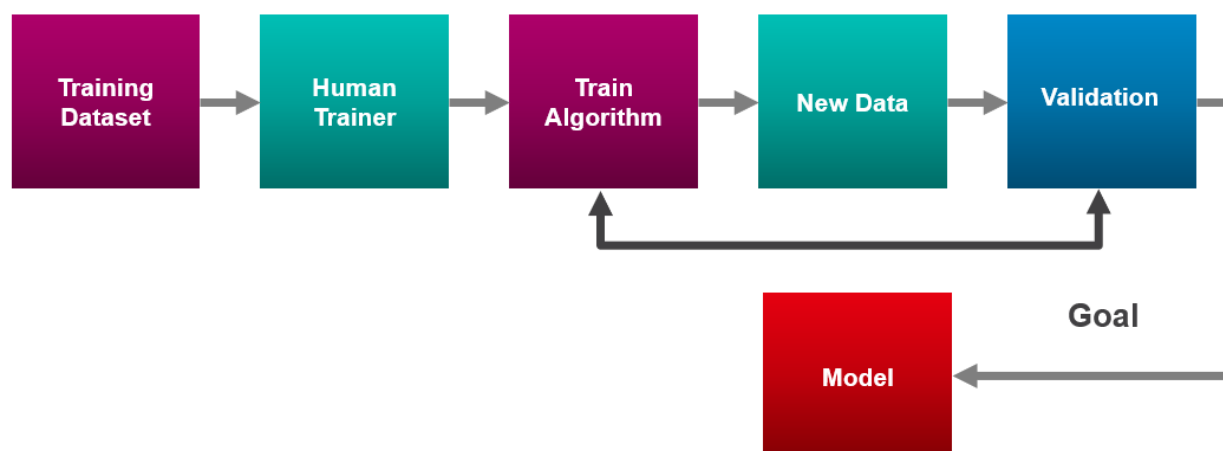 Training
Dataset
Human
Trainer
Train
Algorithm
New Data
Validation
Goal
Model